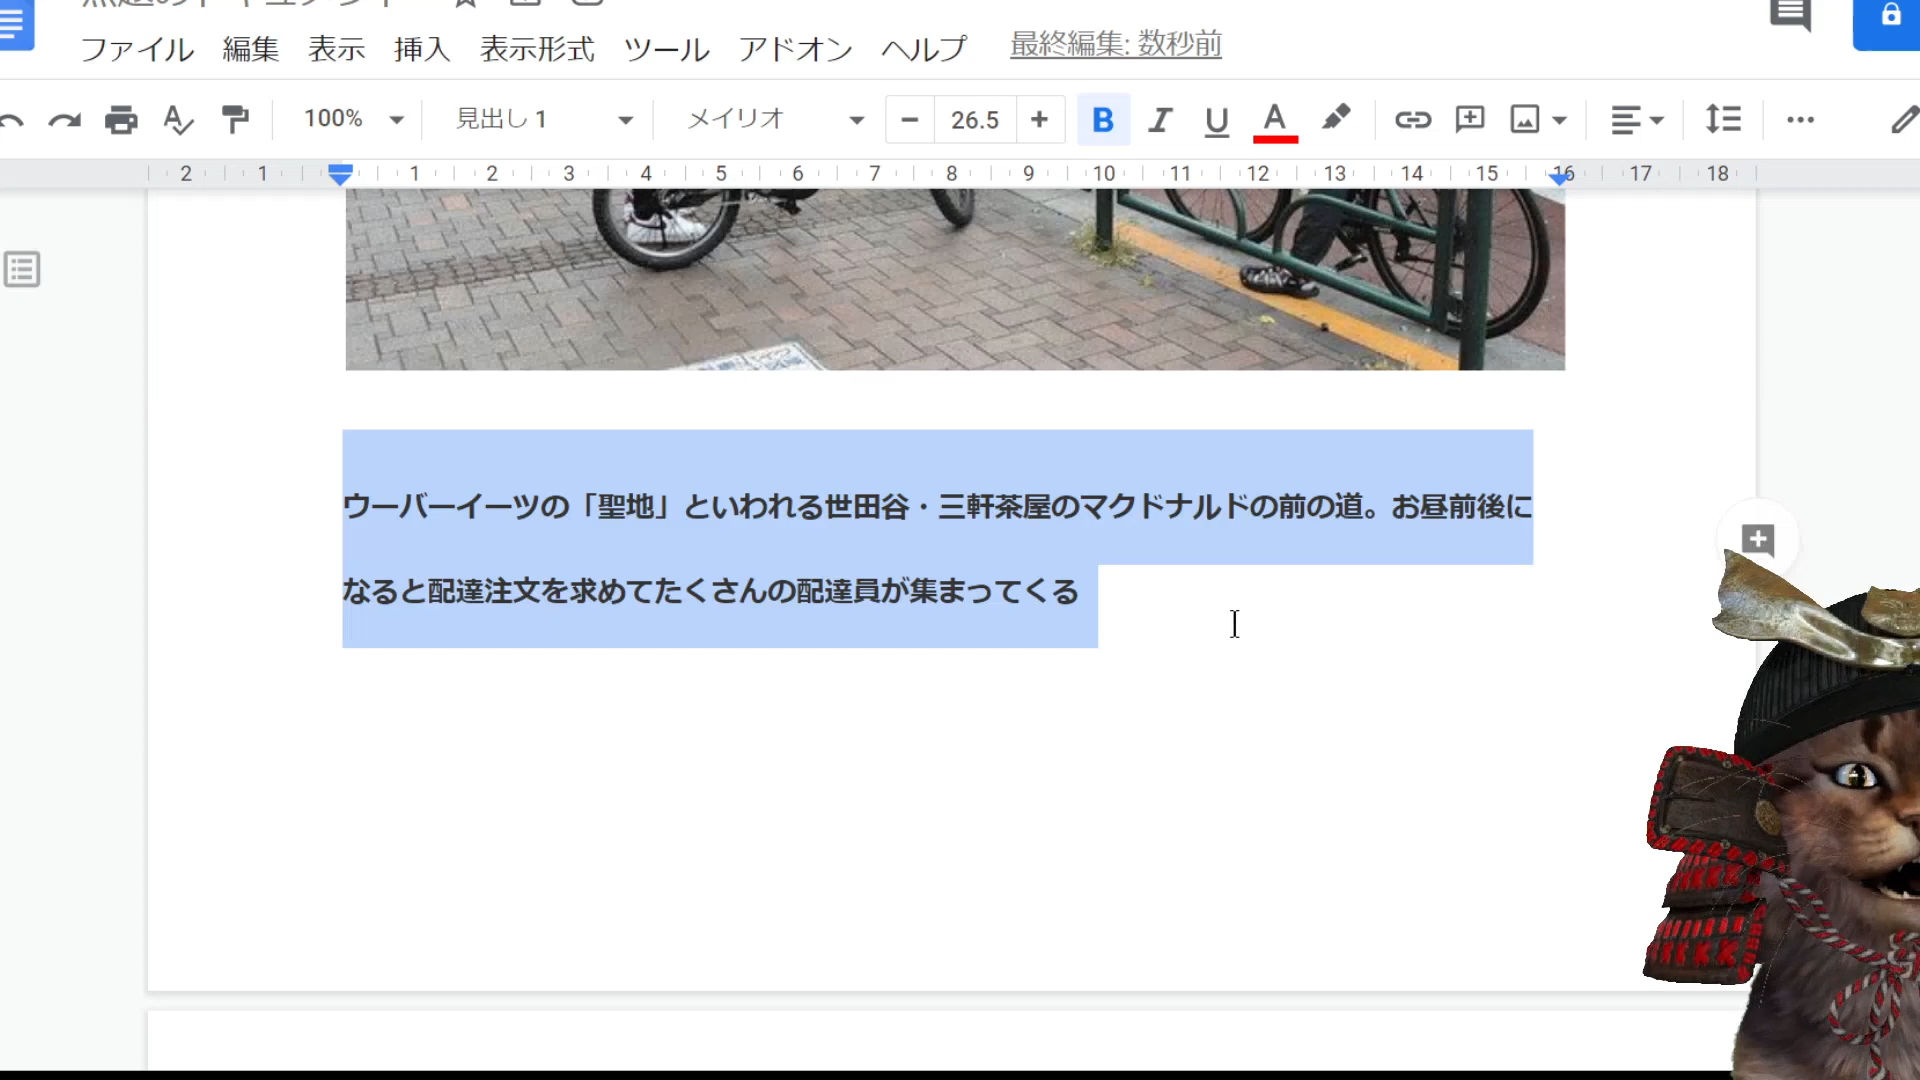 ファイル 編集 表示 挿入 表示形式 ツール アドオン ヘルプ 最終編集: 数秒前
100% 見出し 1 メイリオ 26.5 B I U A
2 1 1 2 3 4 5 6 7 8 9 10 11 12 13 14 15 16 17 18
ウーバーイーツの「聖地」といわれる世田谷・三軒茶屋のマクドナルドの前の道。お昼前後に
なると配達注文を求めてたくさんの配達員が集まってくる